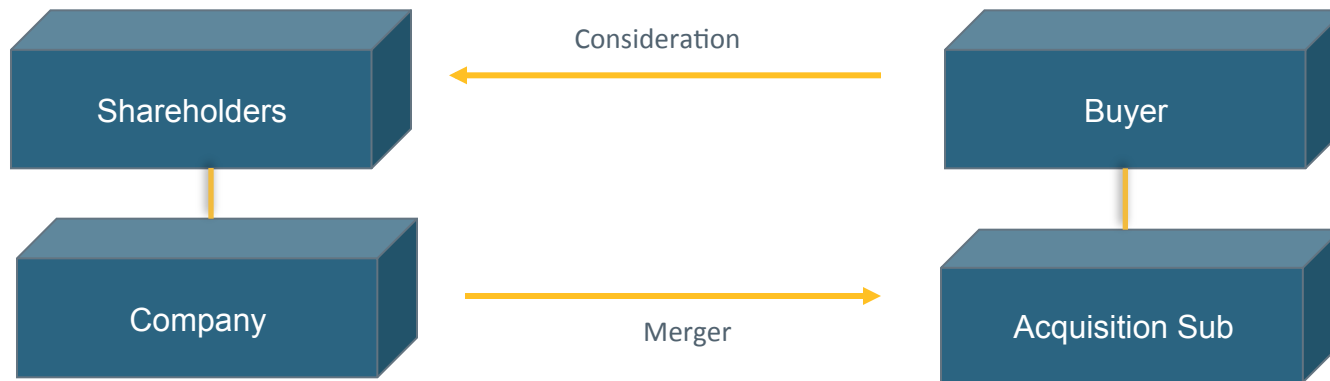 Consideration
Shareholders
Buyer
Company
Merger
Acquisition Sub